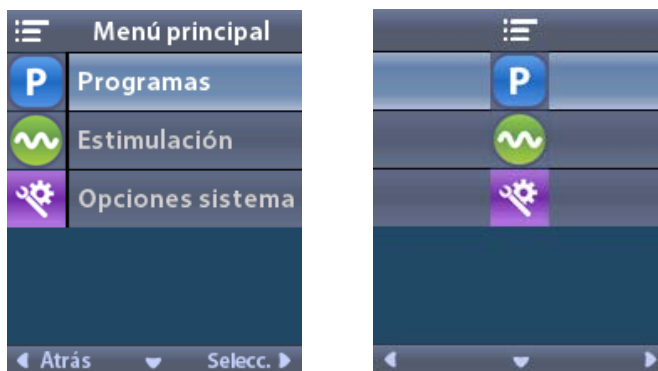 Menú principal
P
Programas
Estimulación
Opciones sistema
Atrás
Selecc.
P